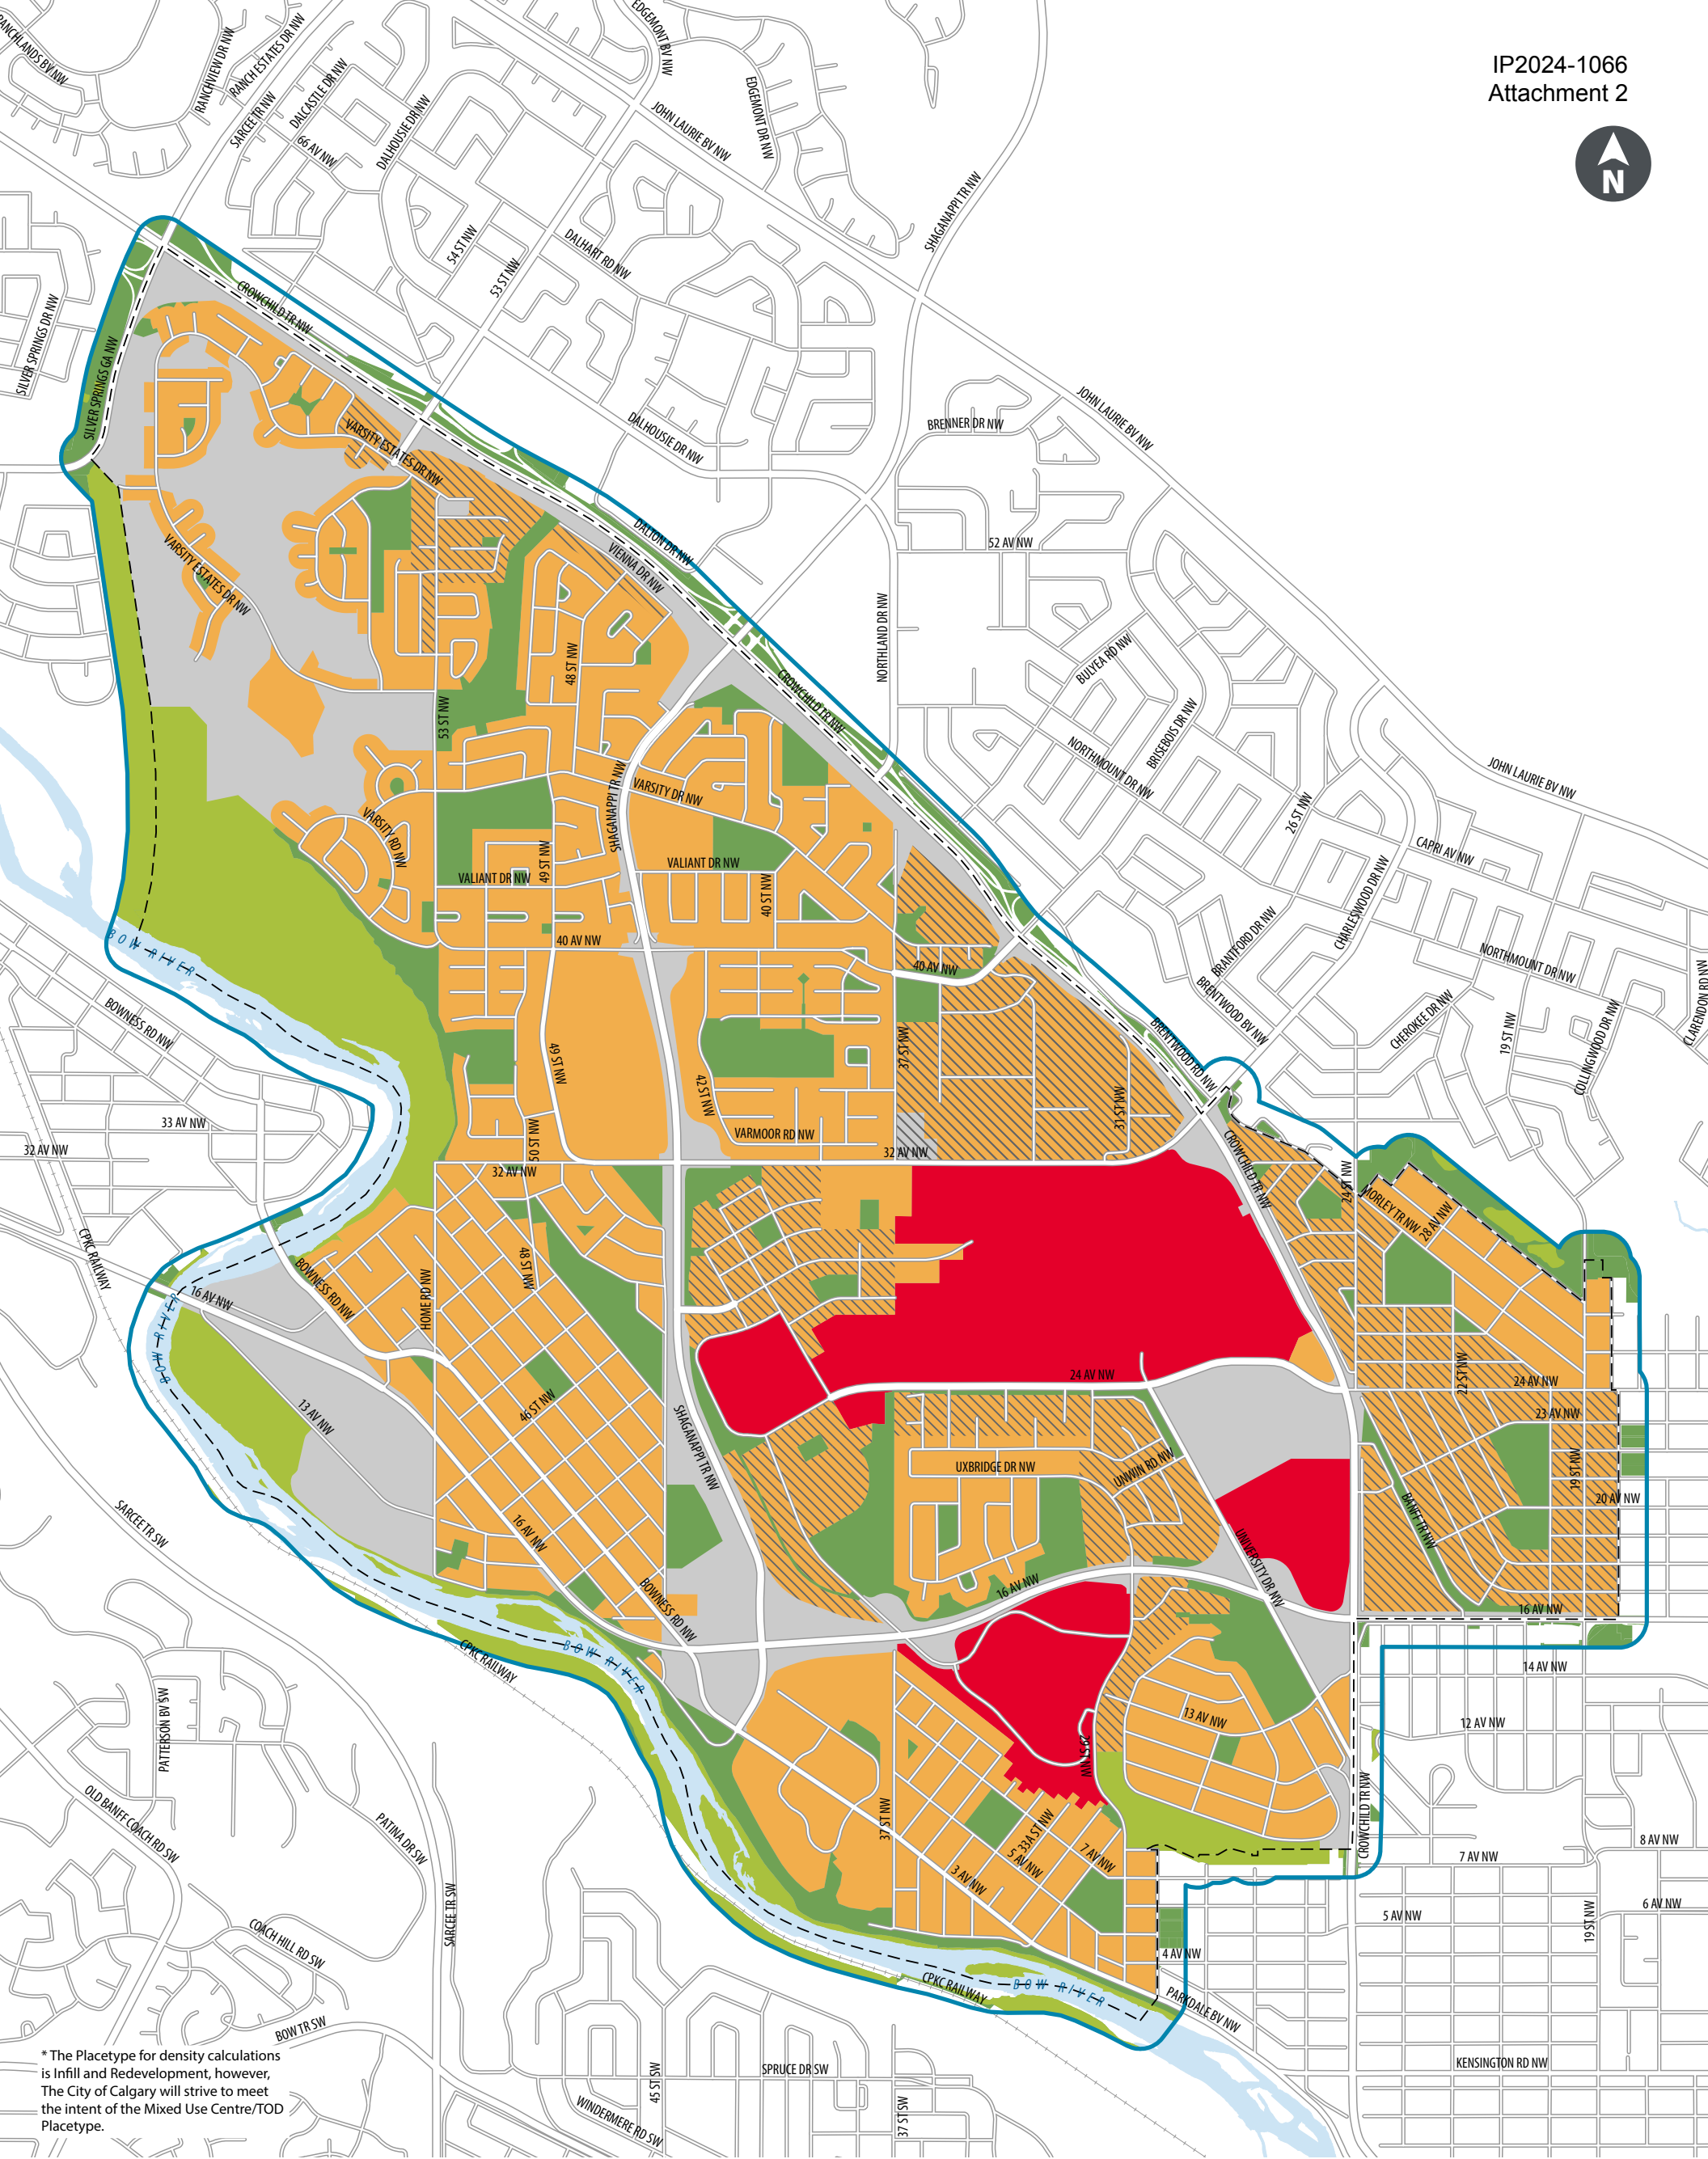 IP2024-1066
Attachment 2
N
EDGEMONT BV NW
RANCHVIEW DR NW
RANCH ESTATES DR NW
SARCEE TR NW
DALCASTLE DR NW
66 AV NW
DALHOUSIE DR NW
JOHN LAURIE BV NW
EDGEMONT DR NW
SHAGANAPPI TR NW
54 ST NW
53 ST NW
DALHART RD NW
SILVER SPRINGS DR NW
SILVER SPRINGS GA NW
CROWCHILD TR NW
DALHOUSIE DR NW
BRENNER DR NW
JOHN LAURIE BV NW
VARSITY ESTATES DR NW
VARSITY ESTATES DR NW
DALTON DR NW
VIENNA DR NW
52 AV NW
NORTHLAND DR NW
BULYEA RD NW
BRISEBOIS DR NW
NORTHMOUNT DR NW
48 ST NW
53 ST NW
CROWCHILD TR NW
JOHN LAURIE BV NW
26 ST NW
CAPRI AV NW
CHARLESWOOD DR NW
SHAGANAPPI TR NW
VARSITY DR NW
VARSITY RD NW
49 ST NW
VALIANT DR NW
VALIANT DR NW
40 ST NW
40 AV NW
40 AV NW
BRANTFORD DR NW
BRENTWOOD BV NW
NORTHMOUNT DR NW
CLARENDON RD NW
CHEROKEE DR NW
19 ST NW
COLLINGWOOD DR NW
BOW RIVER
BOWNESS RD NW
33 AV NW
32 AV NW
49 ST NW
42 ST NW
37 ST NW
31 ST NW
BRENTWOOD RD NW
VARMOOR RD NW
50 ST NW
32 AV NW
32 AV NW
CROWCHILD TR NW
24 ST NW
MORLEY TR NW
28 AV NW
1
CPKC RAILWAY
16 AV NW
BOWNESS RD NW
HOME RD NW
48 ST NW
BOW RIVER
13 AV NW
46 ST NW
SHAGANAPPI TR NW
24 AV NW
22 ST NW
24 AV NW
23 AV NW
19 ST NW
20 AV NW
BANFF TR NW
UXBRIDGE DR NW
UNWIN RD NW
UNIVERSITY DR NW
SARCEE TR SW
16 AV NW
BOWNESS RD NW
16 AV NW
16 AV NW
BOW RIVER
CPKC RAILWAY
14 AV NW
12 AV NW
13 AV NW
29 ST NW
PATTERSON BV SW
OLD BANFF COACH RD SW
PATINA DR SW
37 ST NW
33A ST NW
5 AV NW
7 AV NW
3 AV NW
CROWCHILD TR NW
8 AV NW
7 AV NW
6 AV NW
5 AV NW
19 ST NW
4 AV NW
SARCEE TR SW
COACH HILL RD SW
CPKC RAILWAY
BOW RIVER
PARKDALE BV NW
BOW TR SW
KENSINGTON RD NW
45 ST SW
SPRUCE DR SW
WINDERMERE RD SW
37 ST SW
* The Placetype for density calculations
is Infill and Redevelopment, however,
The City of Calgary will strive to meet
the intent of the Mixed Use Centre/TOD
Placetype.